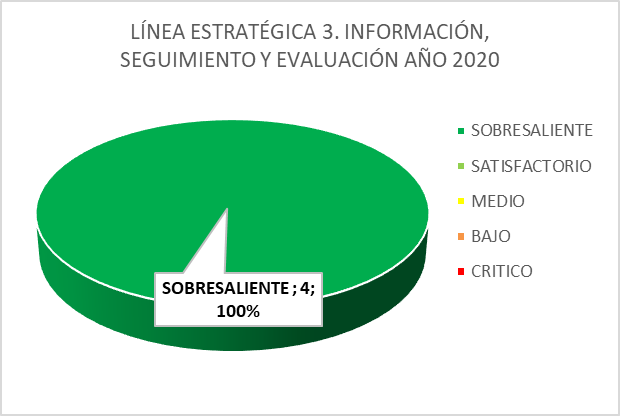 LÍNEA ESTRATÉGICA 3. INFORMACIÓN,
SEGUIMIENTO Y EVALUACIÓN AÑO 2020
SOBRESALIENTE
SATISFACTORIO
MEDIO
BAJO
CRITICO
SOBRESALIENTE ; 4;
100%